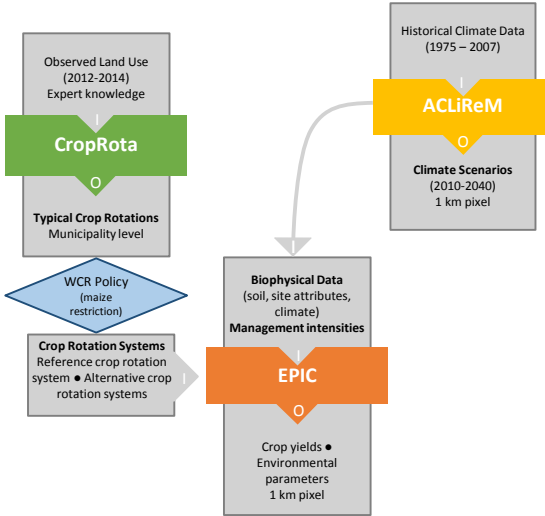 Observed Land Use
(2012-2014)
Expert knowledge
I
CropRota
O
Typical Crop Rotations
Municipality level
WCR Policy
(maize
restriction)
Crop Rotation Systems
Reference crop rotation
system ● Alternative crop
rotation systems
I
Historical Climate Data
(1975 – 2007)
I
ACLiReM
O
Climate Scenarios
(2010-2040)
1 km pixel
Biophysical Data
(soil, site attributes,
climate)
Management intensities
I
EPIC
O
Crop yields ●
Environmental
parameters
1 km pixel